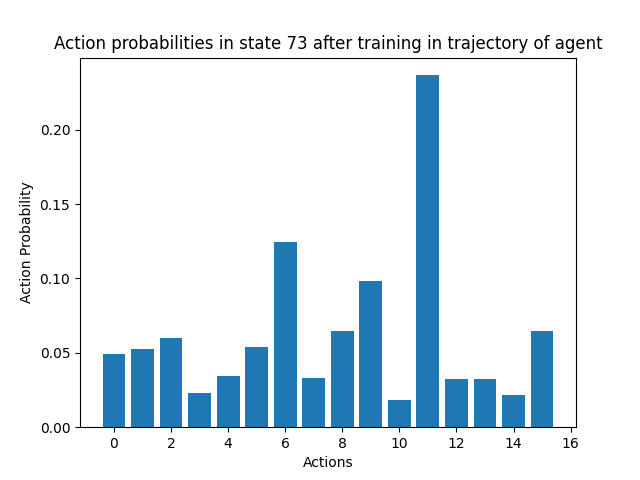 Action probabilities in state 73 after training in trajectory of agent
0.20
0.15
0.10
0.05
0.00
Action Probability
0 2 4 6 8 10 12 14 16
Actions